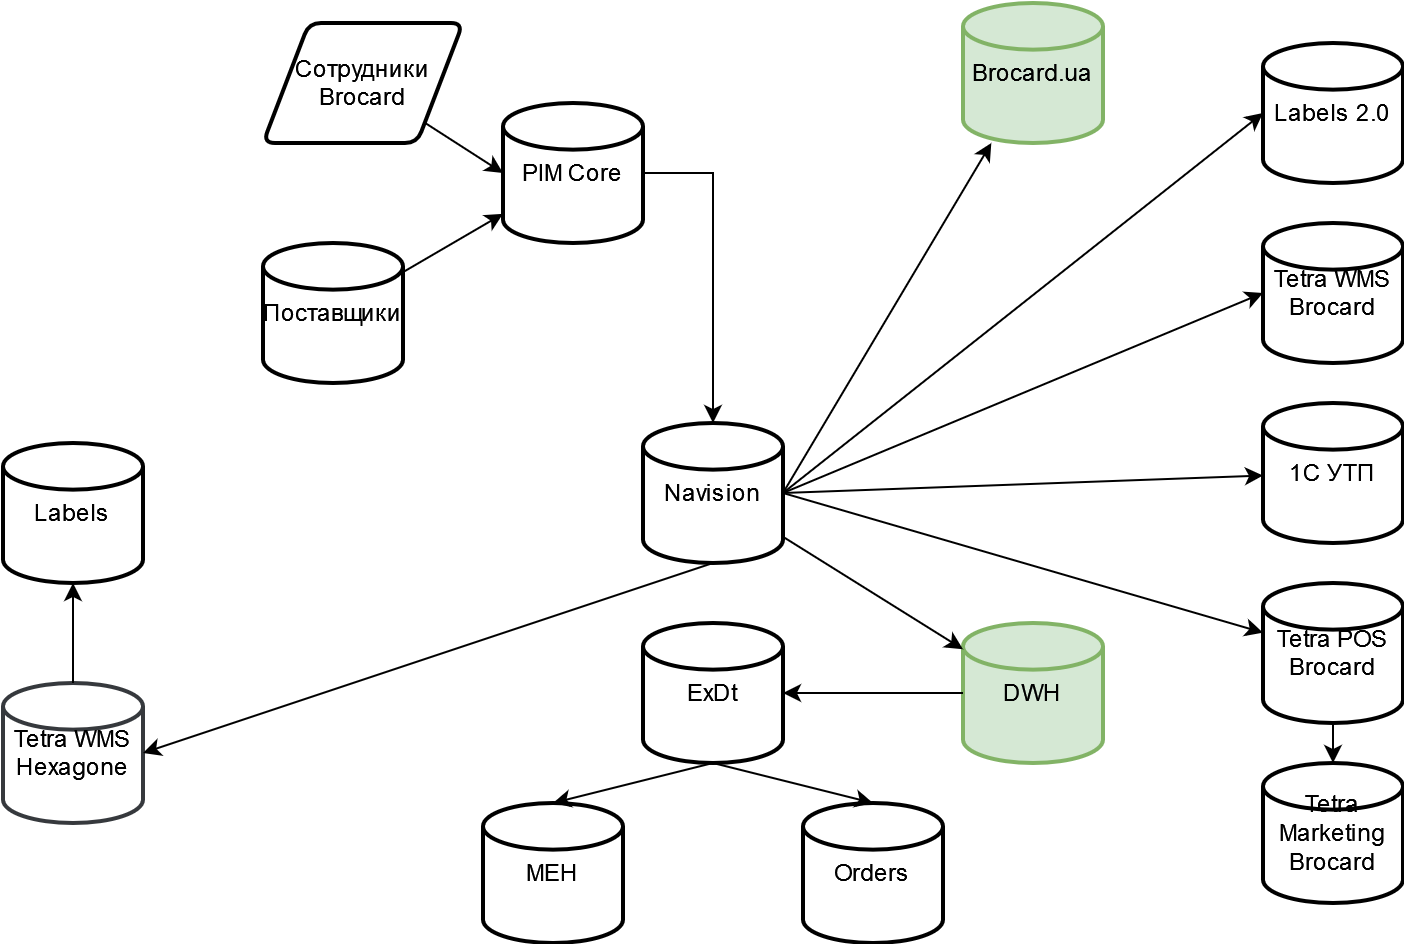 Brocard.ua
Сотрудники
Brocard
Labels 2.0
PIM Core
Tetra WMS
Brocard
Поставщики
1С УТП
Navision
Labels
Tetra POS
Brocard
ExDt
DWH
Tetra WMS
Hexagone
Tetra
Marketing
Brocard
МЕН
Orders